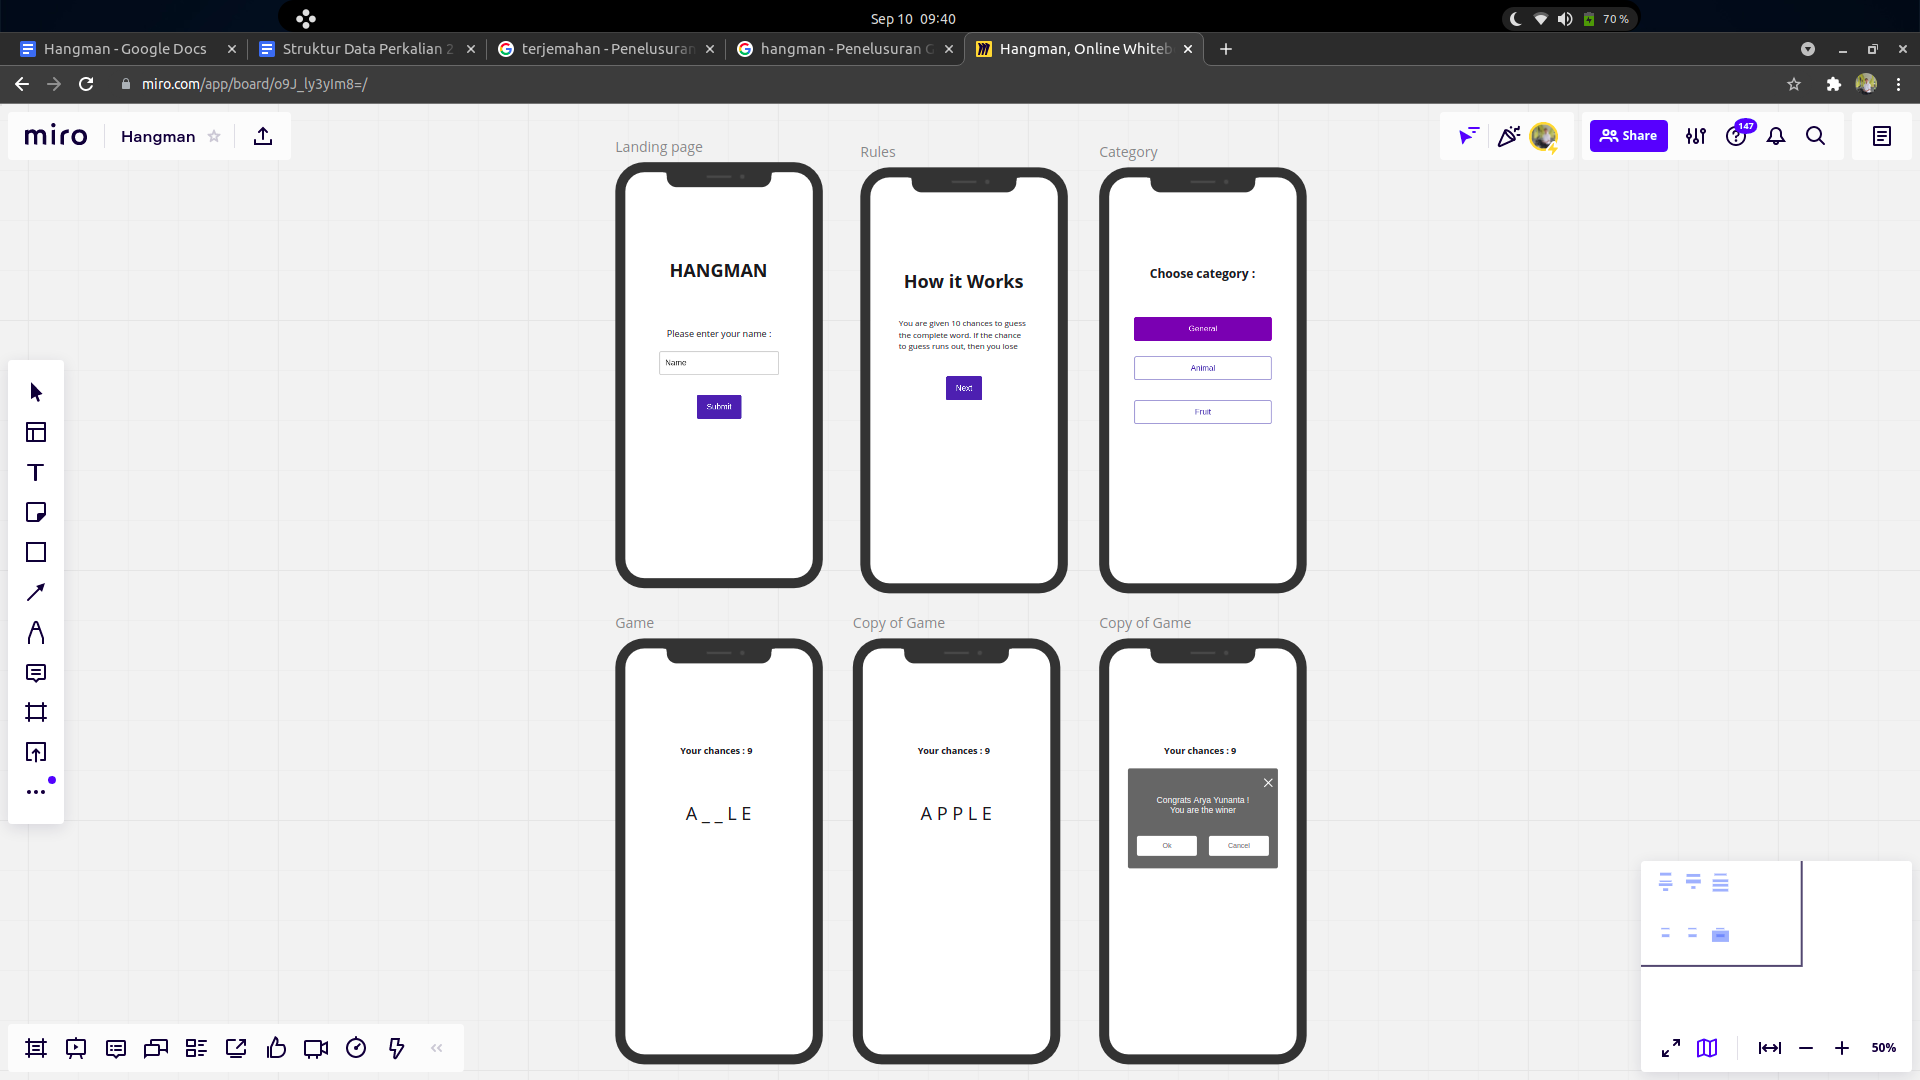 Sep 10 09:40
70 %
Hangman - Google Docs
Struktur Data Perkalian 2
terjemahan - Penelusuran
hangman - Penelusuran G
Hangman, Online Whiteb
miro.com/app/board/o9J_ly3yIm8=/
miro
Hangman
Share
147
Landing page
HANGMAN
Please enter your name :
Name
Submit
Rules
How it Works
You are given 10 chances to guess
the complete word. If the chance
to guess runs out, then you lose
Next
Category
Choose category :
General
Animal
Fruit
Game
Your chances : 9
A _ _ L E
Copy of Game
Your chances : 9
A P P L E
Copy of Game
Your chances : 9
Congrats Arya Yunanta !
You are the winer
Ok
Cancel
50%